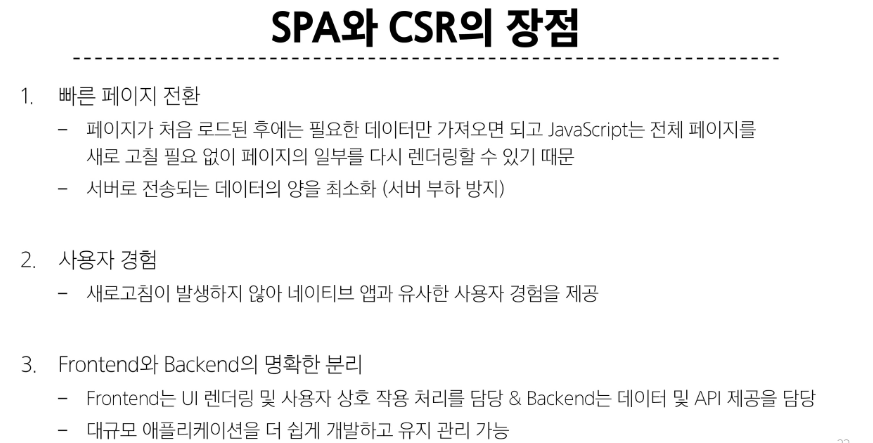 SPA와 CSR의 장점
1. 빠른 페이지 전환
– 페이지가 처음 로드된 후에는 필요한 데이터만 가져오면 되고 JavaScript는 전체 페이지를
새로 고칠 필요 없이 페이지의 일부를 다시 렌더링할 수 있기 때문
– 서버로 전송되는 데이터의 양을 최소화 (서버 부하 방지)
2. 사용자 경험
– 새로고침이 발생하지 않아 네이티브 앱과 유사한 사용자 경험을 제공
3. Frontend와 Backend의 명확한 분리
– Frontend는 UI 렌더링 및 사용자 상호 작용 처리를 담당 & Backend는 데이터 및 API 제공을 담당
– 대규모 애플리케이션을 더 쉽게 개발하고 유지 관리 가능